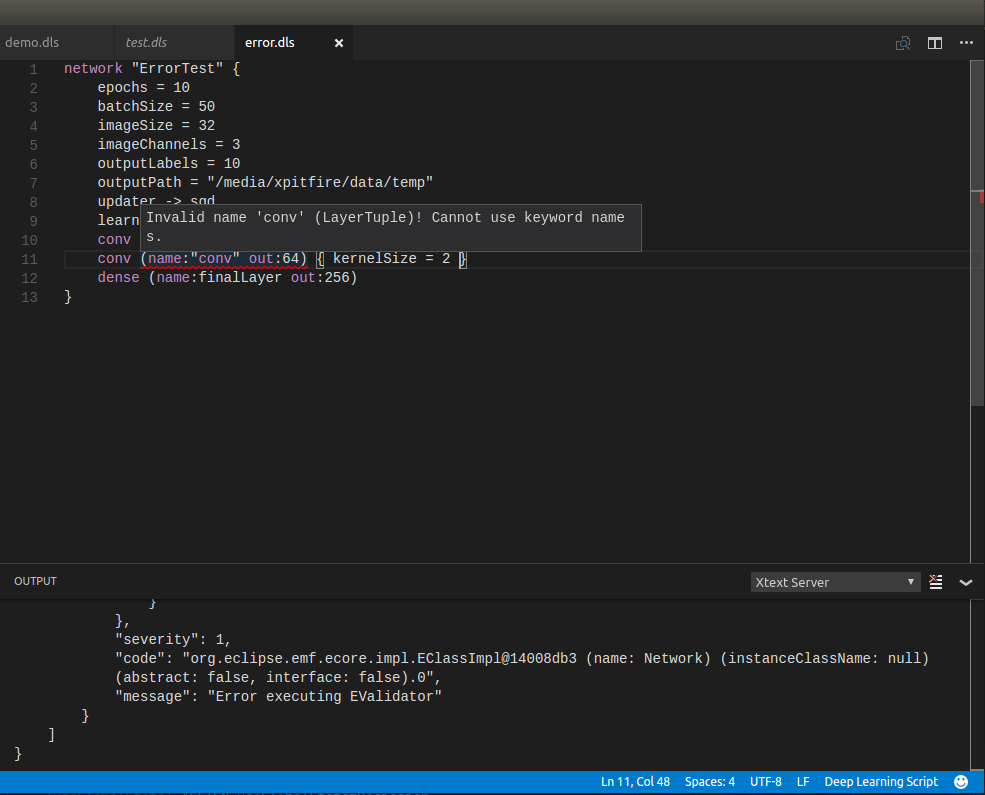 demo.dls test.dls error.dls ×
1 network "ErrorTest" {
2 epochs = 10
3 batchSize = 50
4 imageSize = 32
5 imageChannels = 3
6 outputLabels = 10
7 outputPath = "/media/xpitfire/data/temp"
8 updater -> sgd
9 learn
Invalid name 'conv' (LayerTuple)! Cannot use keyword name
s.
10 conv
11 conv (name:"conv" out:64) { kernelSize = 2 }
12 dense (name:finalLayer out:256)
13 }
OUTPUT Xtext Server
}
},
"severity": 1,
"code": "org.eclipse.emf.ecore.impl.EClassImpl@14008db3 (name: Network) (instanceClassName: null)
(abstract: false, interface: false).0",
"message": "Error executing EValidator"
}
]
}
Ln 11, Col 48 Spaces: 4 UTF-8 LF Deep Learning Script